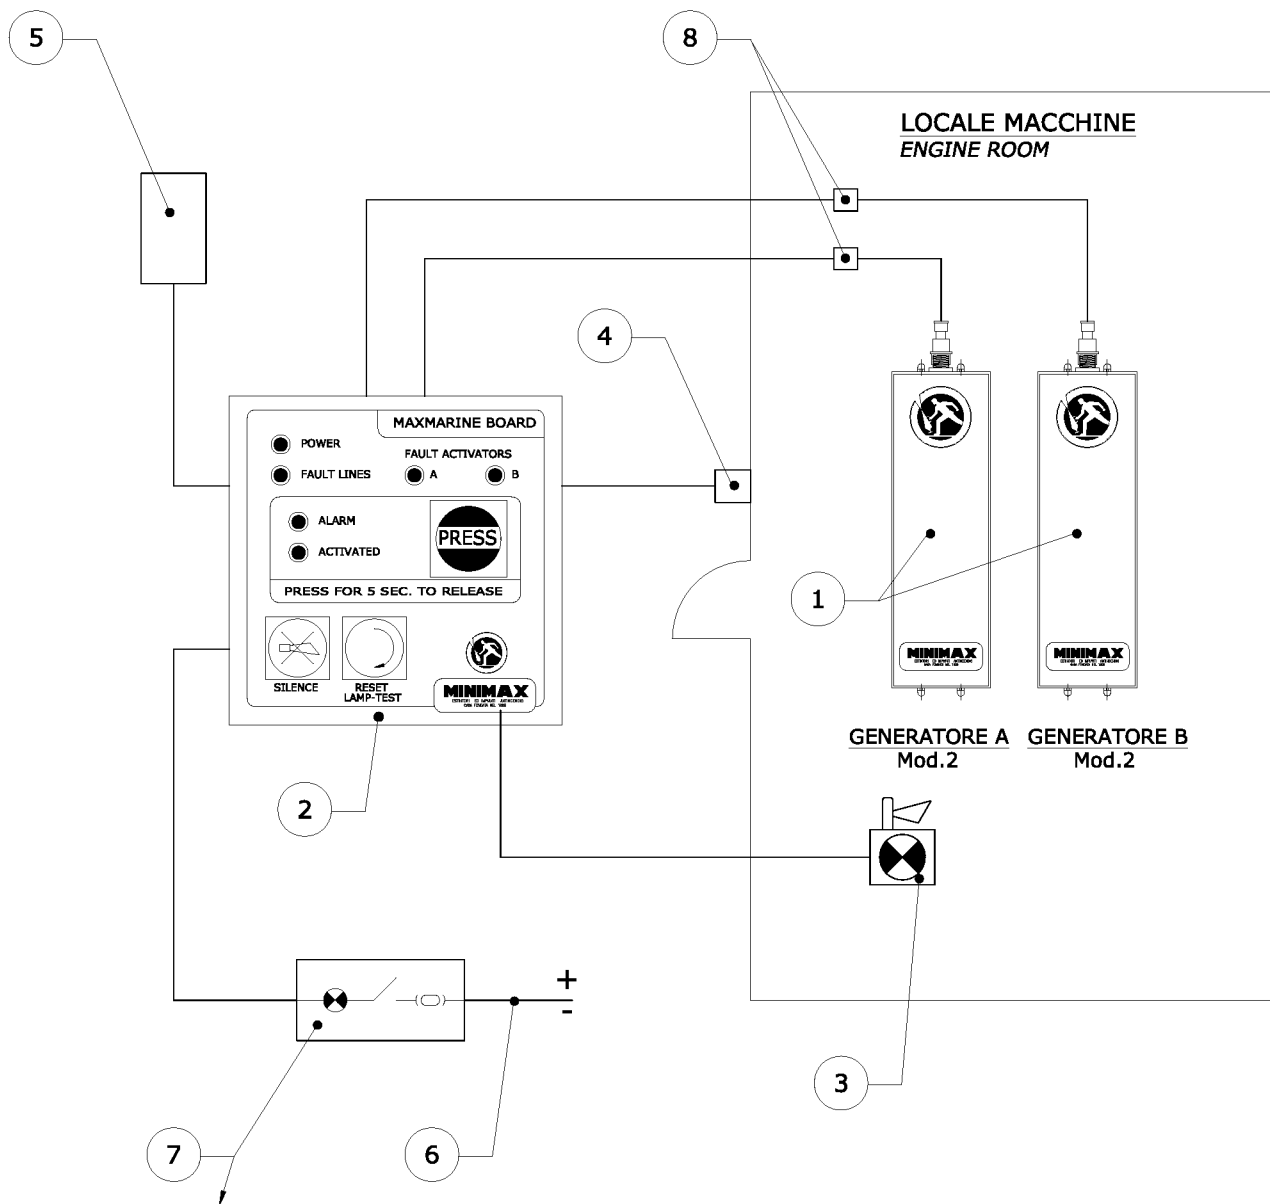 5
8
LOCALE MACCHINE
ENGINE ROOM
4
MAXMARINE BOARD
POWER
FAULT ACTIVATORS
FAULT LINES
A
B
ALARM
PRESS
ACTIVATED
PRESS FOR 5 SEC. TO RELEASE
1
SILENCE
RESET
LAMP-TEST
MINIMAX
MINIMAX
MINIMAX
GENERATORE A
Mod.2
GENERATORE B
Mod.2
2
+
-
3
7
6